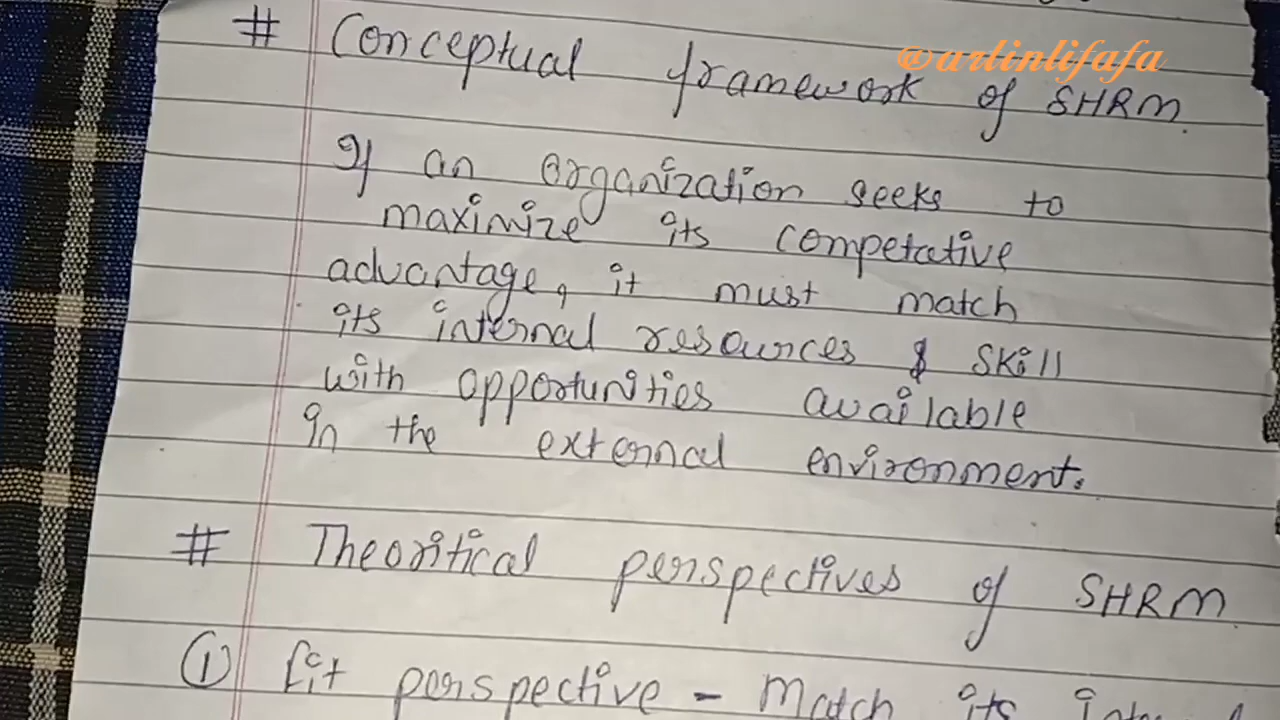 @artinlifafa
# Conceptual framework of SHRM
If an organization seeks to
maximize its competative
advantage, it must match
its internal resources & skill
with opportunities available
in the external environment.
# Theoritical perspectives of SHRM
① fit perspective - Match its